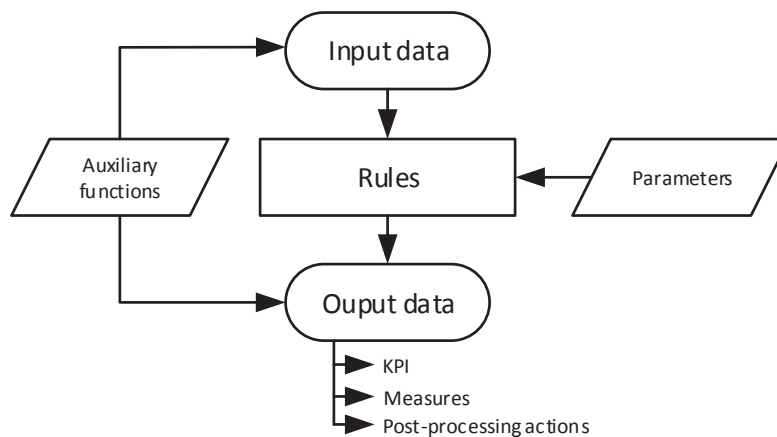 Input data
Auxiliary
functions
Rules
Parameters
Ouput data
KPI
Measures
Post-processing actions